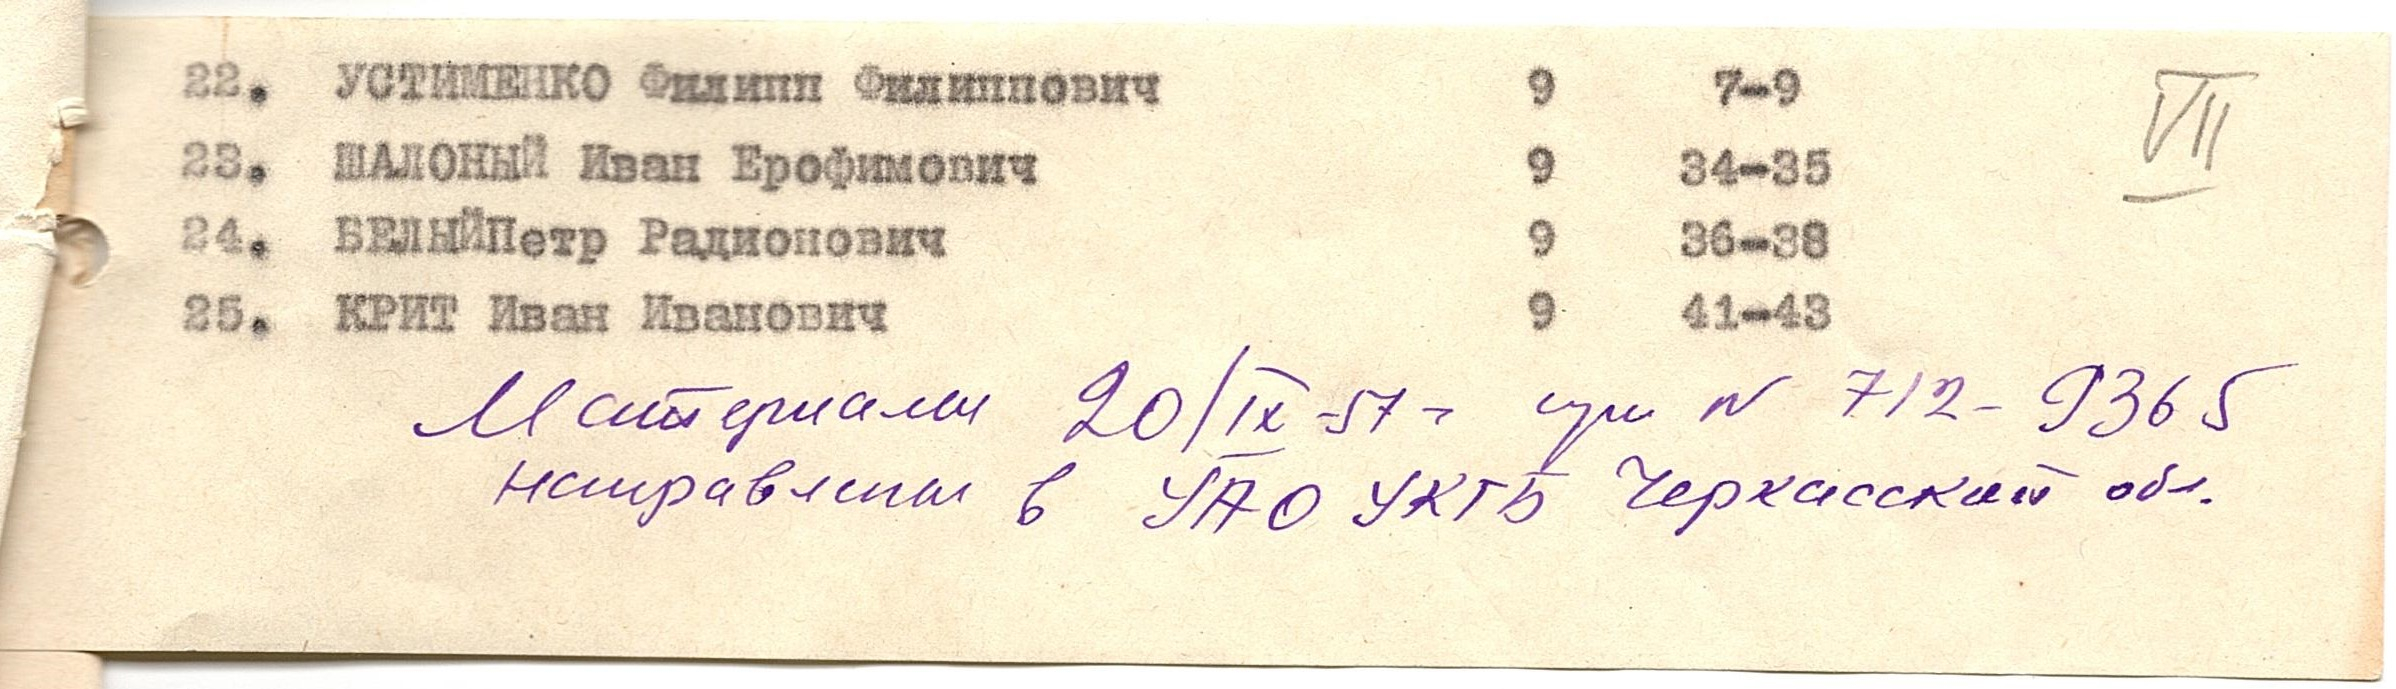 22. УСТИМЕНКО Филипп Филиппович 9 7-9
VII
23. ШАЛОНЫЙ Иван Ерофимович 9 34-35
24. БЕЛЫЙПетр Радионович 9 36-38
25. КРИТ Иван Иванович 9 41-43
Материалы 20/IX-57 г при N 712-9365
направлены в УАО УКГБ Черкасской обл.